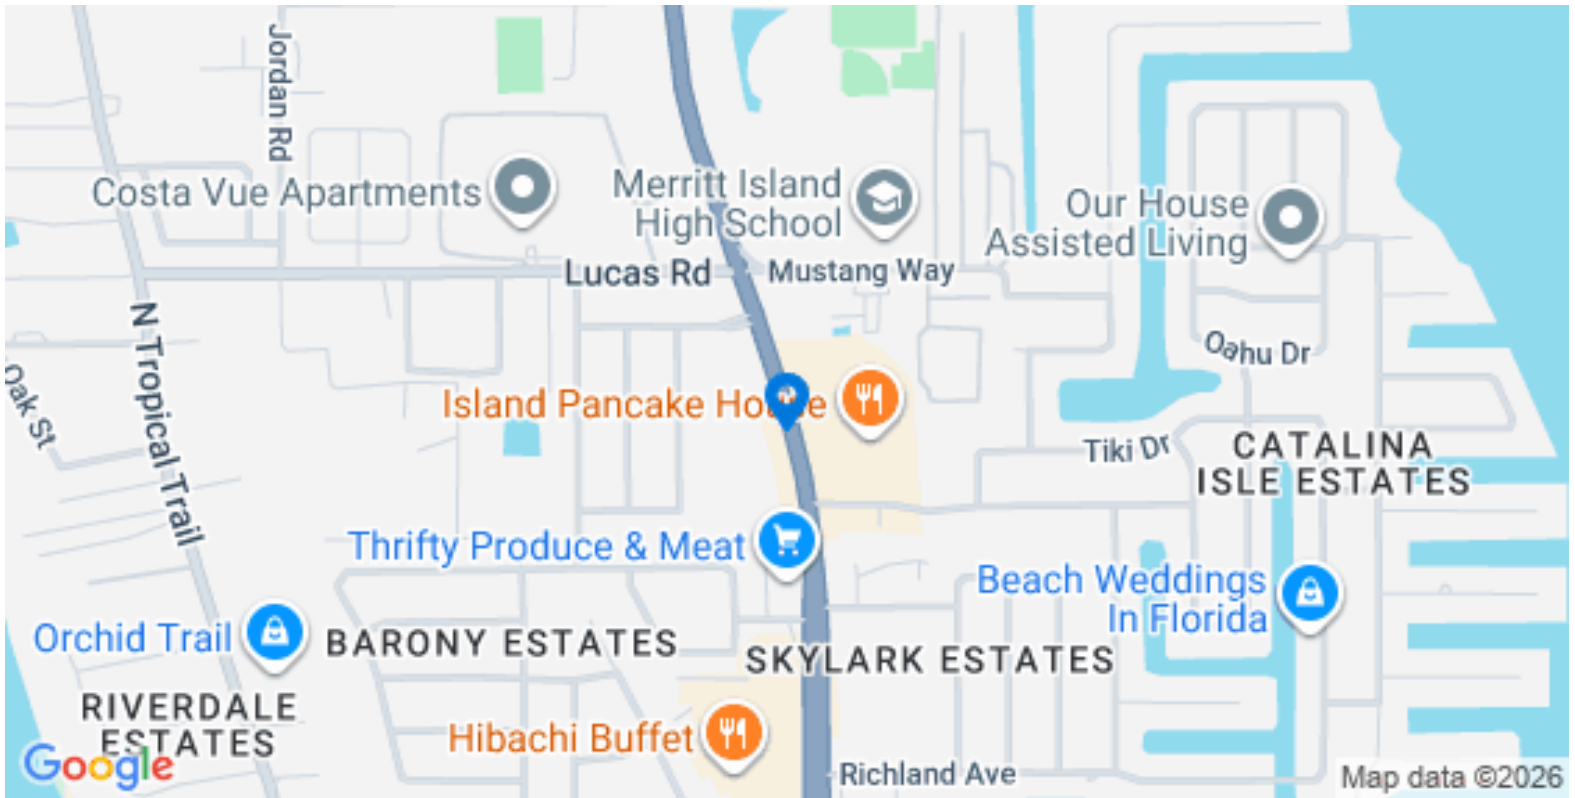 Jordan Rd
Costa Vue Apartments
Merritt Island
High School
Our House
Assisted Living
Lucas Rd
Mustang Way
N Tropical Trail
Oahu Dr
Oak St
Island Pancake House
Tiki Dr
CATALINA
ISLE ESTATES
Thrifty Produce & Meat
Beach Weddings
In Florida
Orchid Trail
BARONY ESTATES
SKYLARK ESTATES
RIVERDALE
ESTATES
Hibachi Buffet
Google
Richland Ave
Map data ©2026